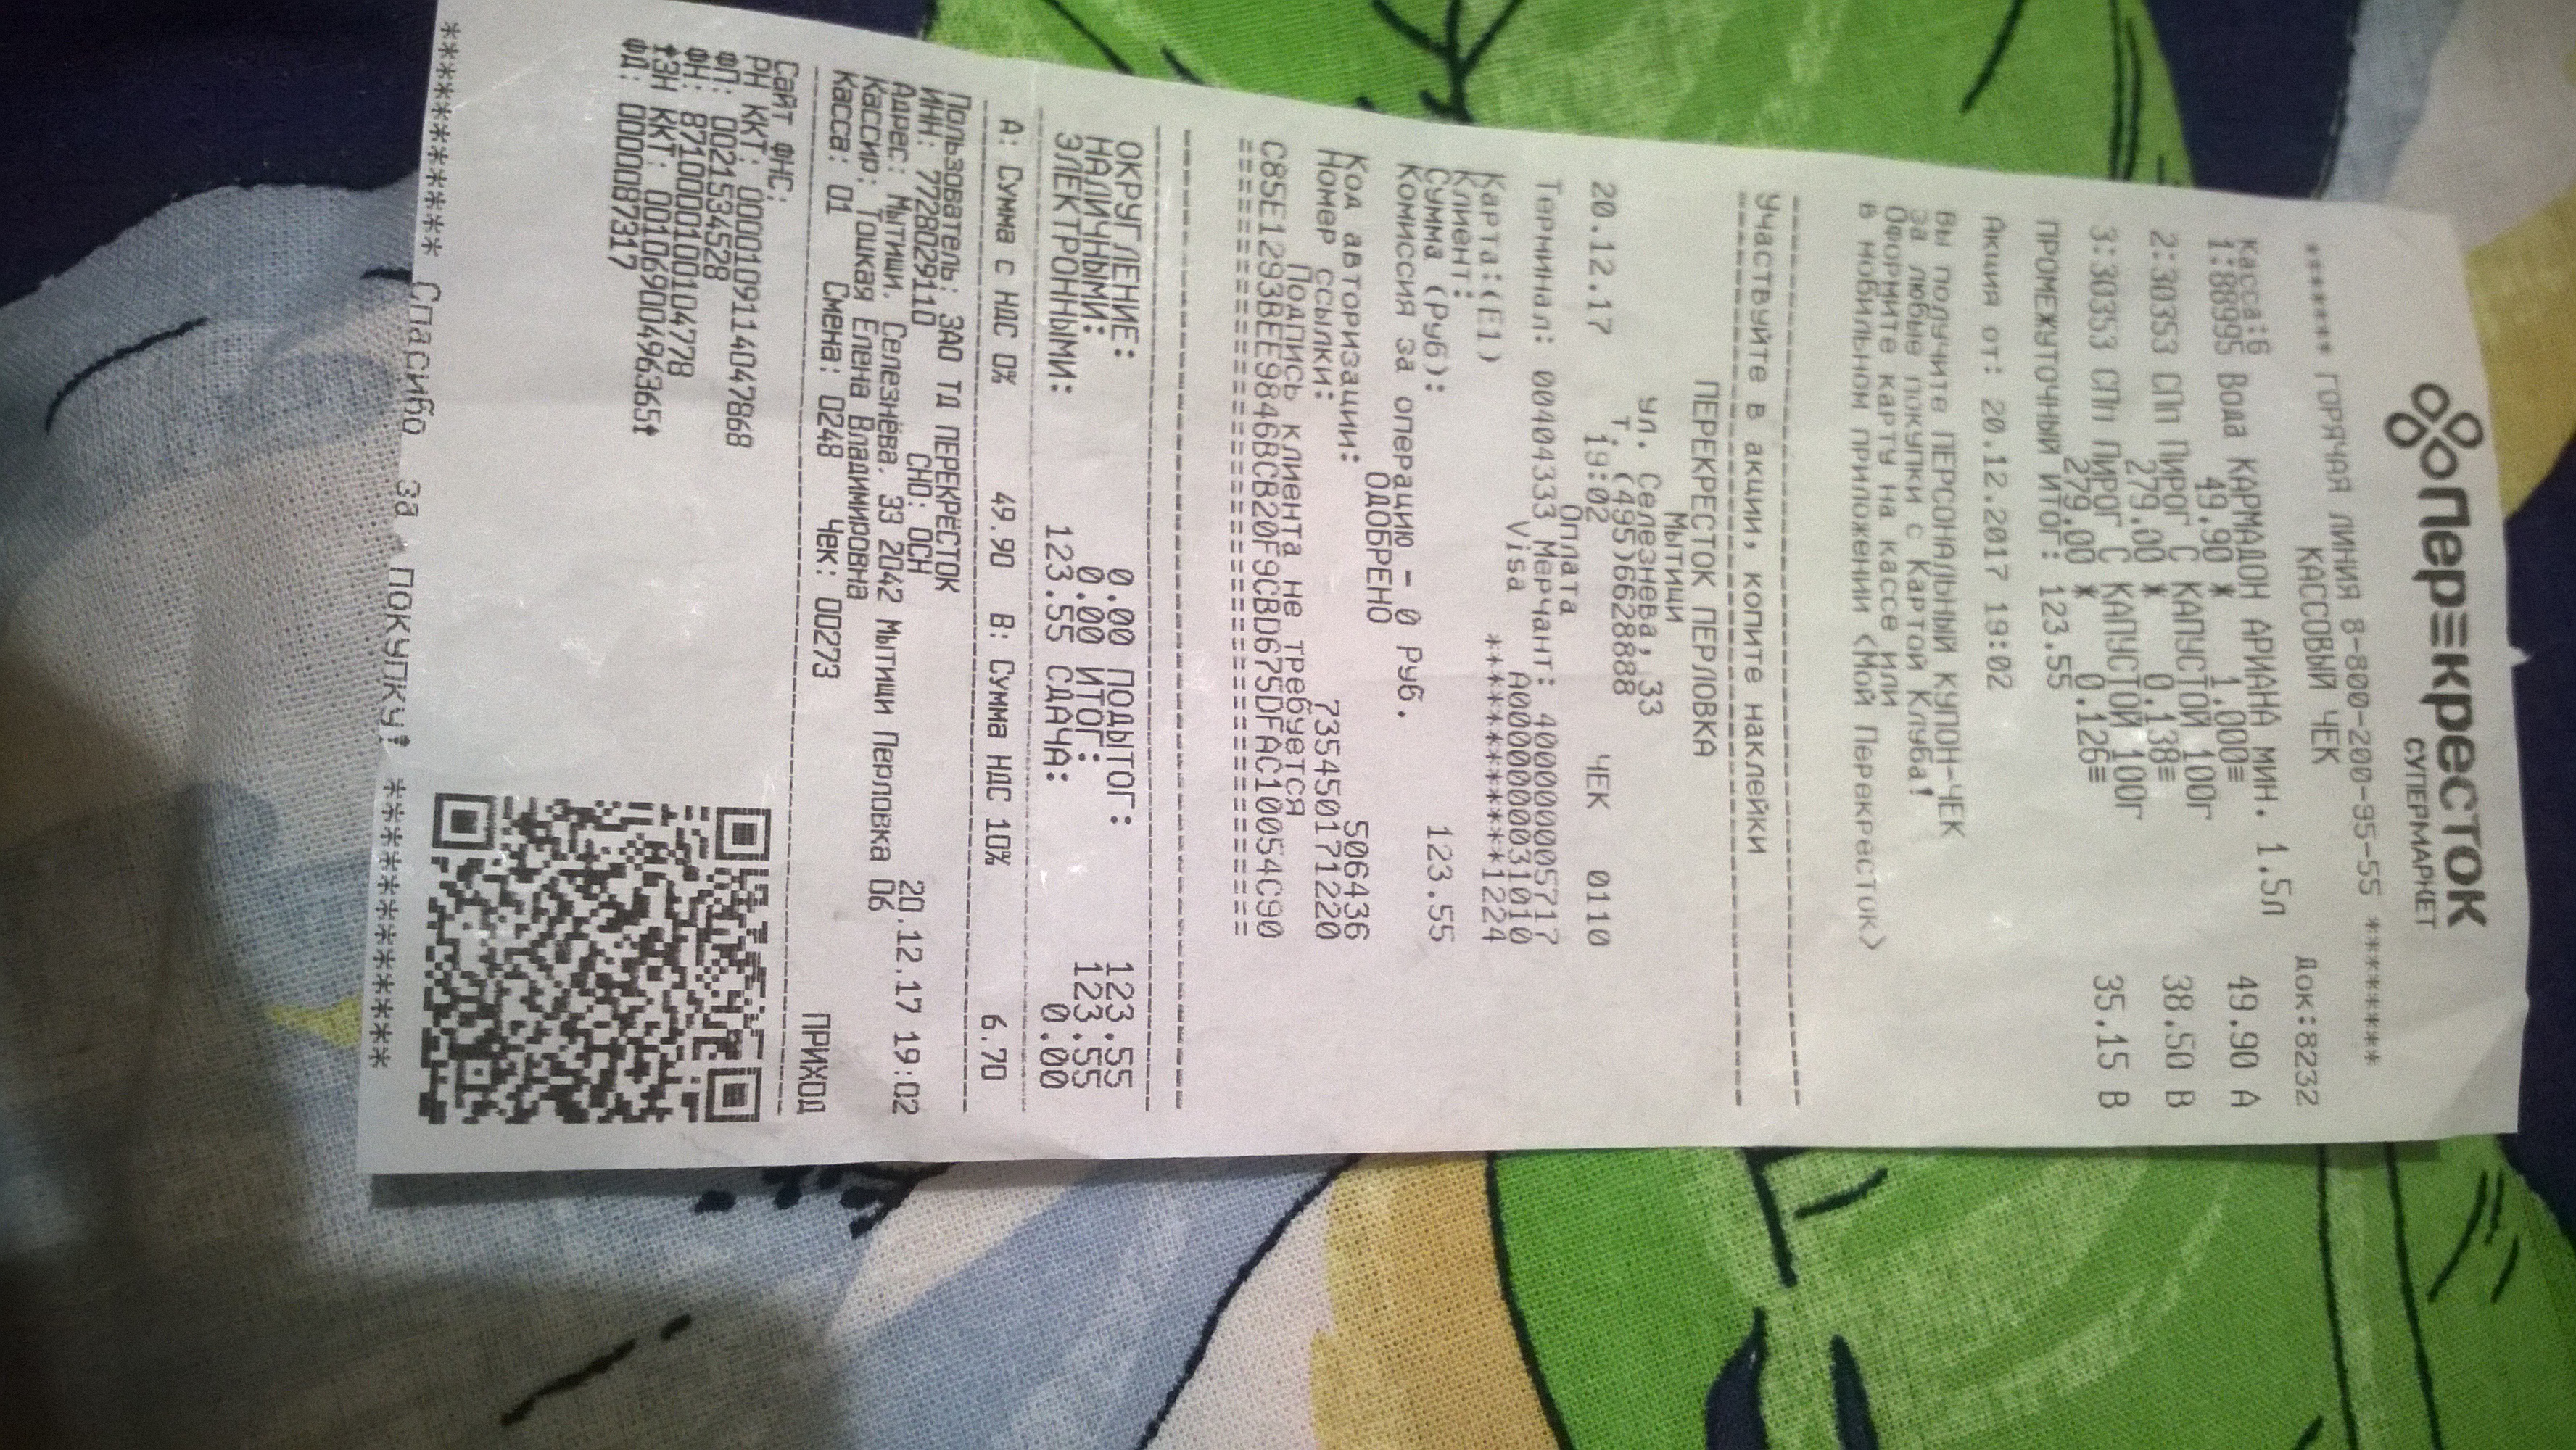 Пер≡кресток
СУПЕРМАРКЕТ
****** ГОРЯЧАЯ ЛИНИЯ 8-800-200-95-55 *******
КАССОВЫЙ ЧЕК
Касса:6 Док:8232
1:88995 Вода КАРМАДОН АРИАНА МИН. 1.5Л
49.90 * 1.000≡ 49.90 А
2:30353 СПп ПИРОГ С КАПУСТОЙ 100Г
279.00 * 0.138≡ 38.50 В
3:30353 СПп ПИРОГ С КАПУСТОЙ 100Г
279.00 * 0.126≡ 35.15 В
ПРОМЕЖУТОЧНЫЙ ИТОГ: 123.55
Акция от: 20.12.2017 19:02
Вы получите ПЕРСОНАЛЬНЫЙ КУПОН-ЧЕК
За любые покупки с Картой Клуба!
Оформите карту на кассе или
в мобильном приложении <Мой Перекресток>
Участвуйте в акции, копите наклейки
ПЕРЕКРЕСТОК ПЕРЛОВКА
Мытищи
ул. Селезнева,33
Т. (495)6628888
20.12.17 19:02 ЧЕК 0110
Оплата
Терминал: 00404333 Мерчант: 400000005717
Visa A0000000031010
Карта:(E1) ************1224
Клиент:
Сумма (Руб): 123.55
Комиссия за операцию - 0 Руб.
ОДОБРЕНО
Код авторизации: 506436
Номер ссылки: 735450171220
Подпись клиента не требуется
C85E1293BEE9846BCB20F9CBD675DFAC10054C90
==========================================
ОКРУГЛЕНИЕ: 0.00 ПОДЫТОГ: 123.55
НАЛИЧНЫМИ: 0.00 ИТОГ: 123.55
ЭЛЕКТРОННЫМИ: 123.55 СДАЧА: 0.00
А: Сумма с НДС 0% 49.90 В: Сумма НДС 10% 6.70
Пользователь: ЗАО ТД ПЕРЕКРЁСТОК
ИНН: 7728029110 СНО: ОСН 20.12.17 19:02
Адрес: Мытищи. Селезнёва. 33 2042 Мытищи Перловка 06
Кассир: Тоцкая Елена Владимировна
Касса: 01 Смена: 0248 Чек: 00273 ПРИХОД
Сайт ФНС:
РН ККТ: 0000109114047868
ФП: 0021534528
ФН: 8710000100104778
ЗН ККТ: 00106900496365
ФД: 0000087317
**************** Спасибо за покупку! ****************